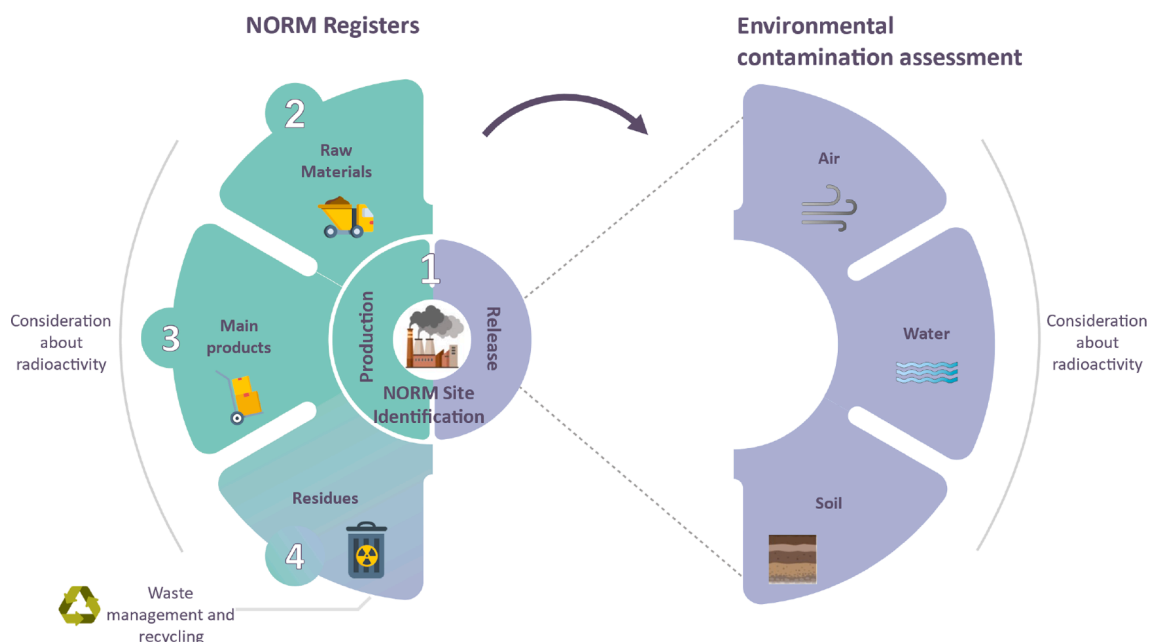 NORM Registers
Environmental
contamination assessment
2
Raw
Materials
Air
1
Production
Release
NORM Site
Identification
Consideration
about
radioactivity
3
Main
products
Water
Consideration
about
radioactivity
Residues
4
Soil
Waste
management and
recycling